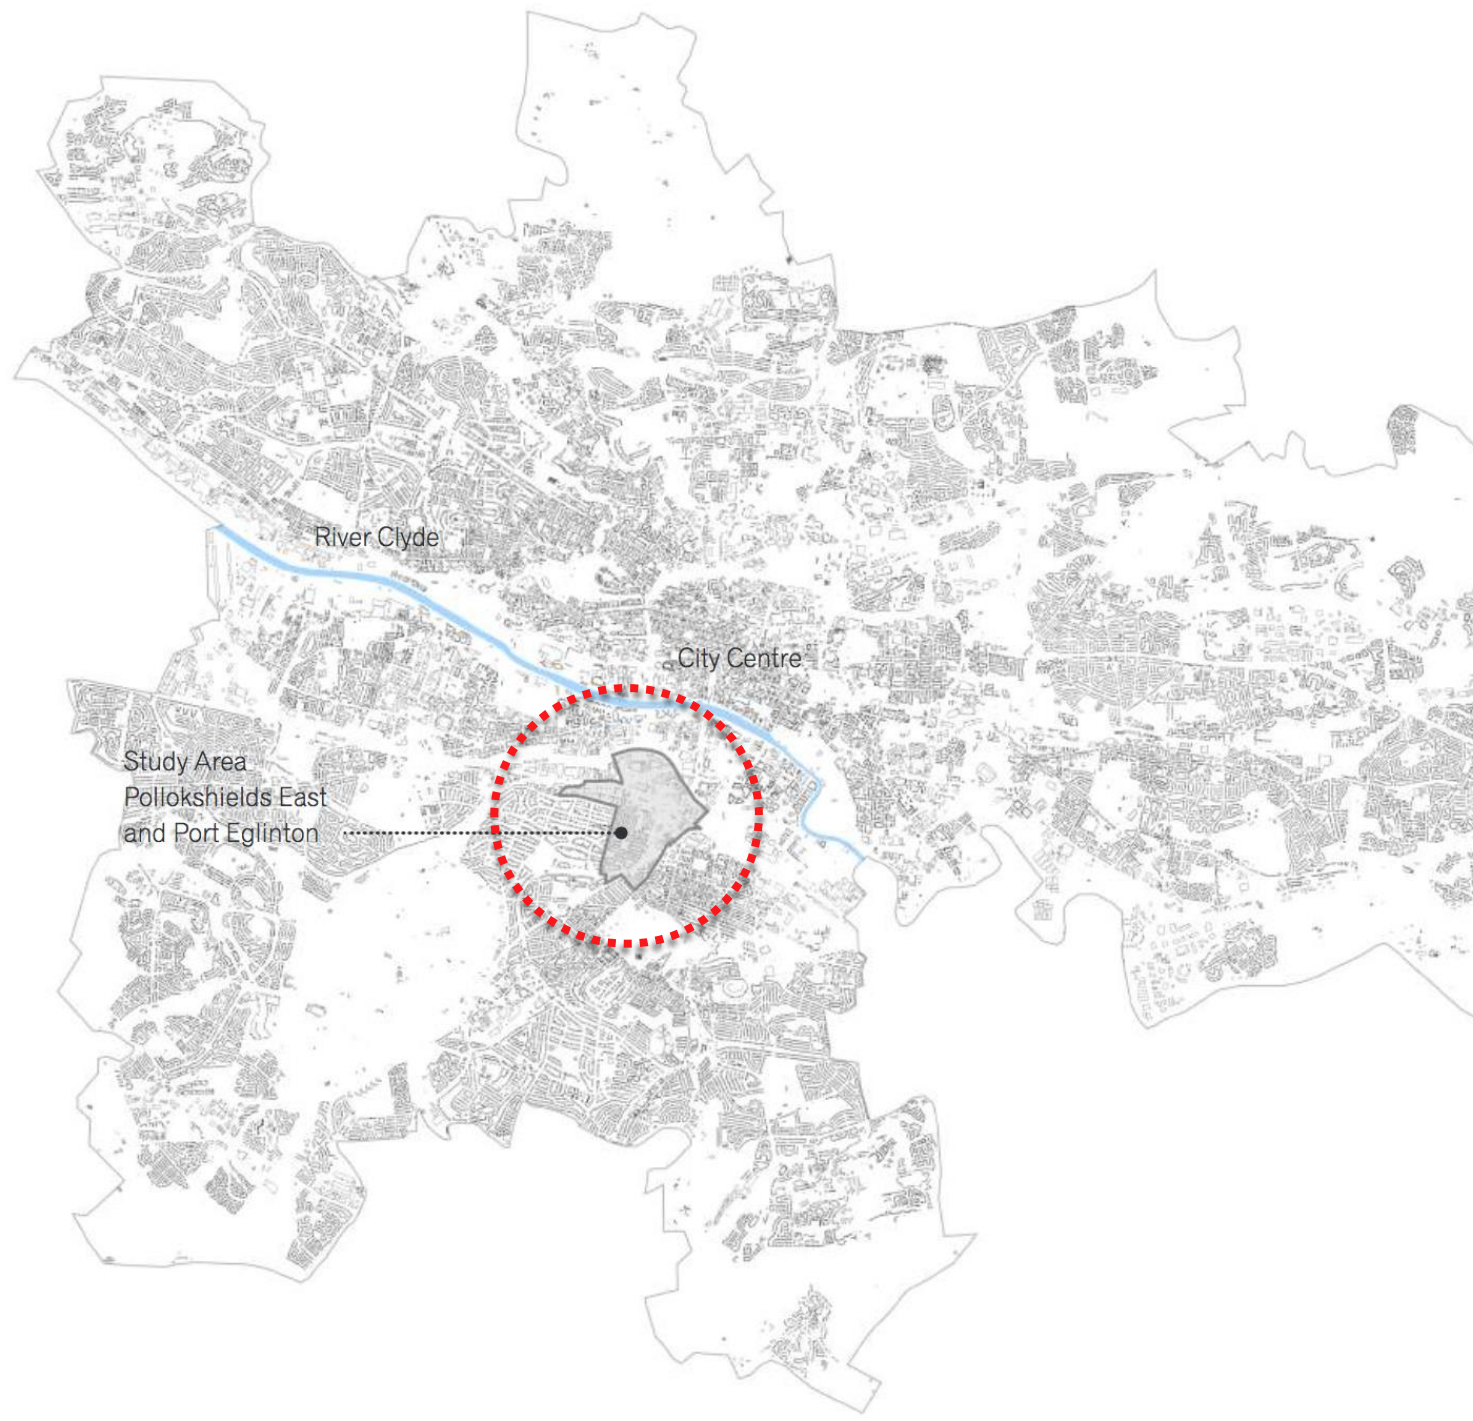 River Clyde
City Centre
Study Area
Pollokshields East
and Port Eglinton